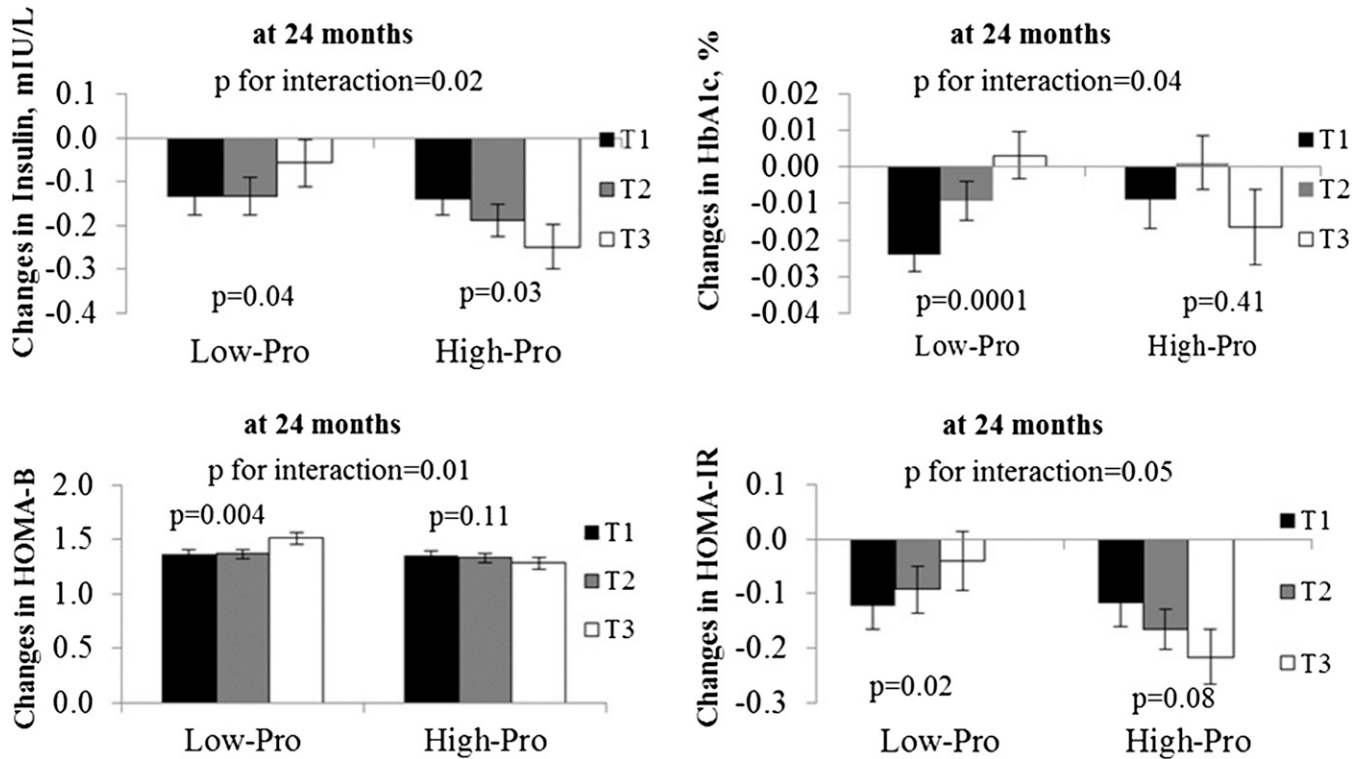 at 24 months
p for interaction=0.02
Changes in Insulin, mIU/L
0.1
0.0
-0.1
-0.2
-0.3
-0.4
T1
T2
T3
p=0.04
p=0.03
Low-Pro
High-Pro
at 24 months
p for interaction=0.04
Changes in HbA1c, %
0.02
0.01
0.00
-0.01
-0.02
-0.03
-0.04
T1
T2
T3
p=0.0001
p=0.41
Low-Pro
High-Pro
at 24 months
p for interaction=0.01
Changes in HOMA-B
2.0
1.5
1.0
0.5
0.0
p=0.004
p=0.11
T1
T2
T3
Low-Pro
High-Pro
at 24 months
p for interaction=0.05
Changes in HOMA-IR
0.1
0.0
-0.1
-0.2
-0.3
T1
T2
T3
p=0.02
p=0.08
Low-Pro
High-Pro